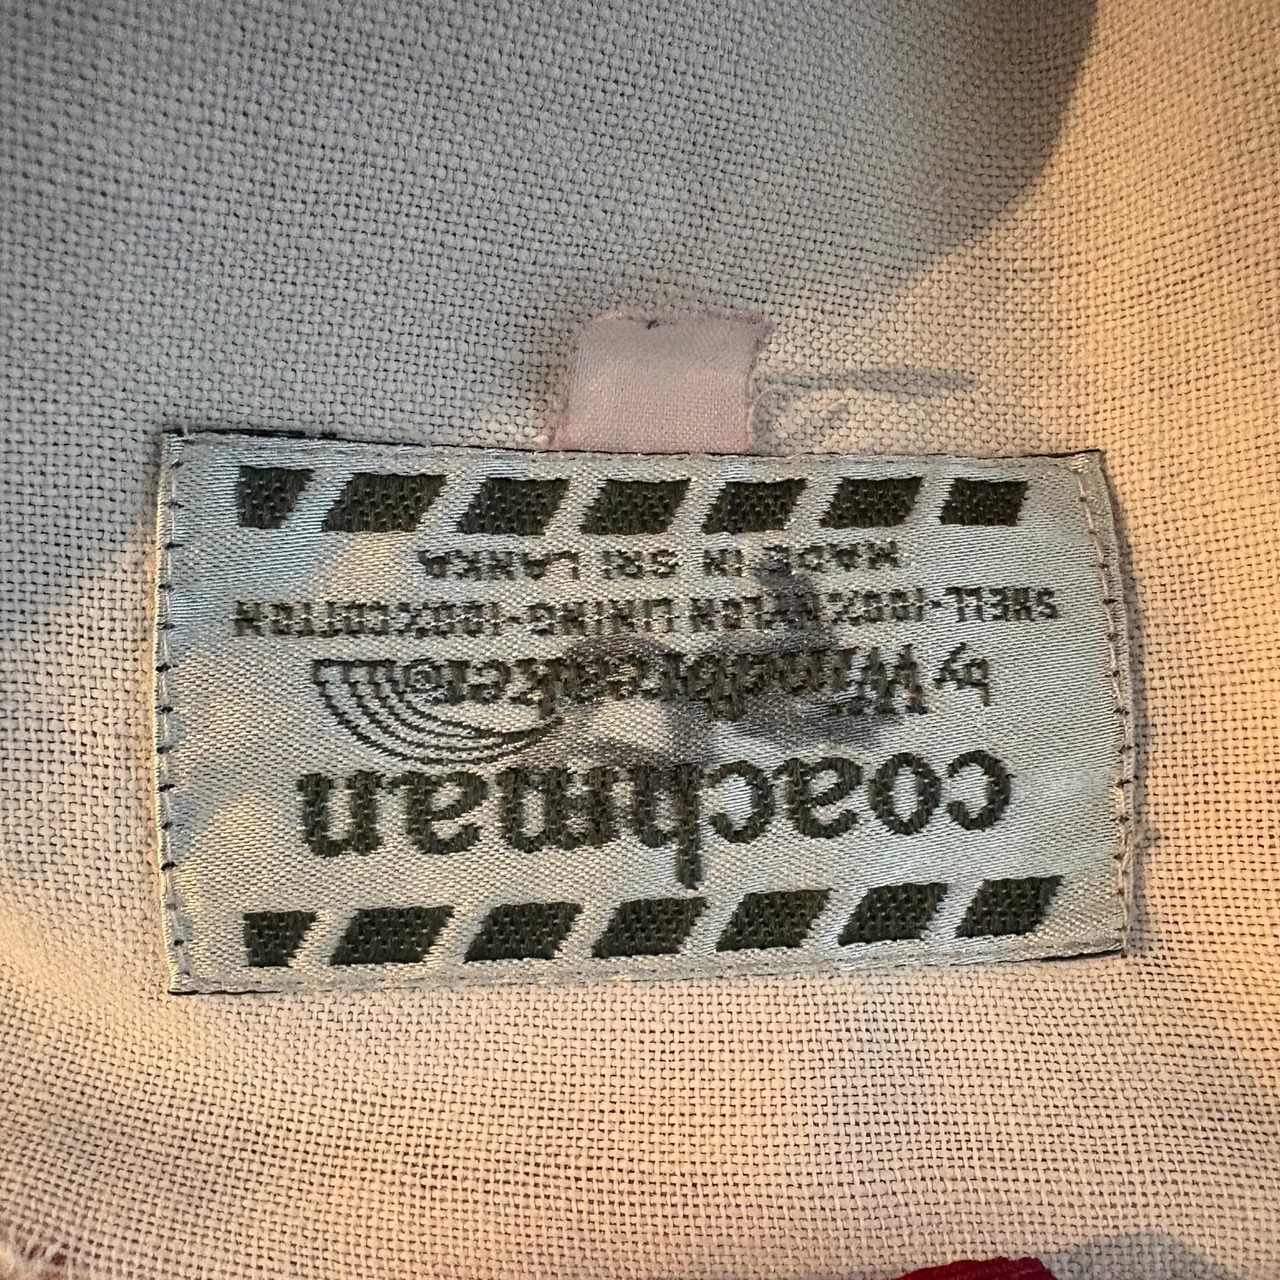 coachman
by Windbreaker®
SHELL-100% NYLON LINING-100% COTTON
MADE IN SRI LANKA